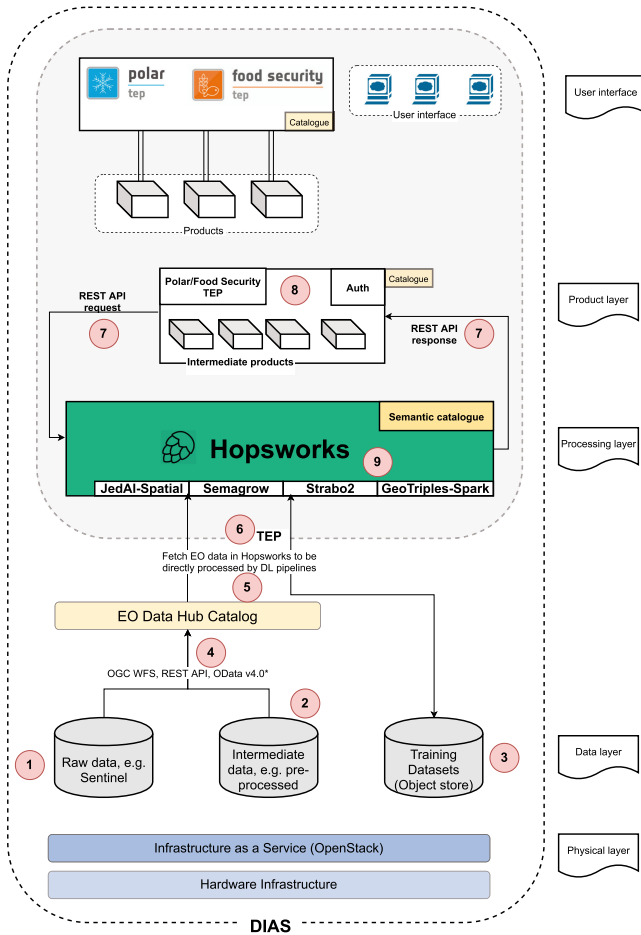 polar
tep
food security
tep
Catalogue
User interface
User interface
Products
REST API
request
7
Polar/Food Security
TEP
8
Auth
Catalogue
Intermediate products
REST API
response
7
Product layer
Semantic catalogue
Hopsworks
9
Processing layer
JedAI-Spatial
Semagrow
Strabo2
GeoTriples-Spark
6
TEP
Fetch EO data in Hopsworks to be
directly processed by DL pipelines
5
EO Data Hub Catalog
4
OGC WFS, REST API, OData v4.0*
1
Raw data, e.g.
Sentinel
2
Intermediate
data, e.g. pre-
processed
Training
Datasets
(Object store)
3
Data layer
Infrastructure as a Service (OpenStack)
Physical layer
Hardware Infrastructure
DIAS